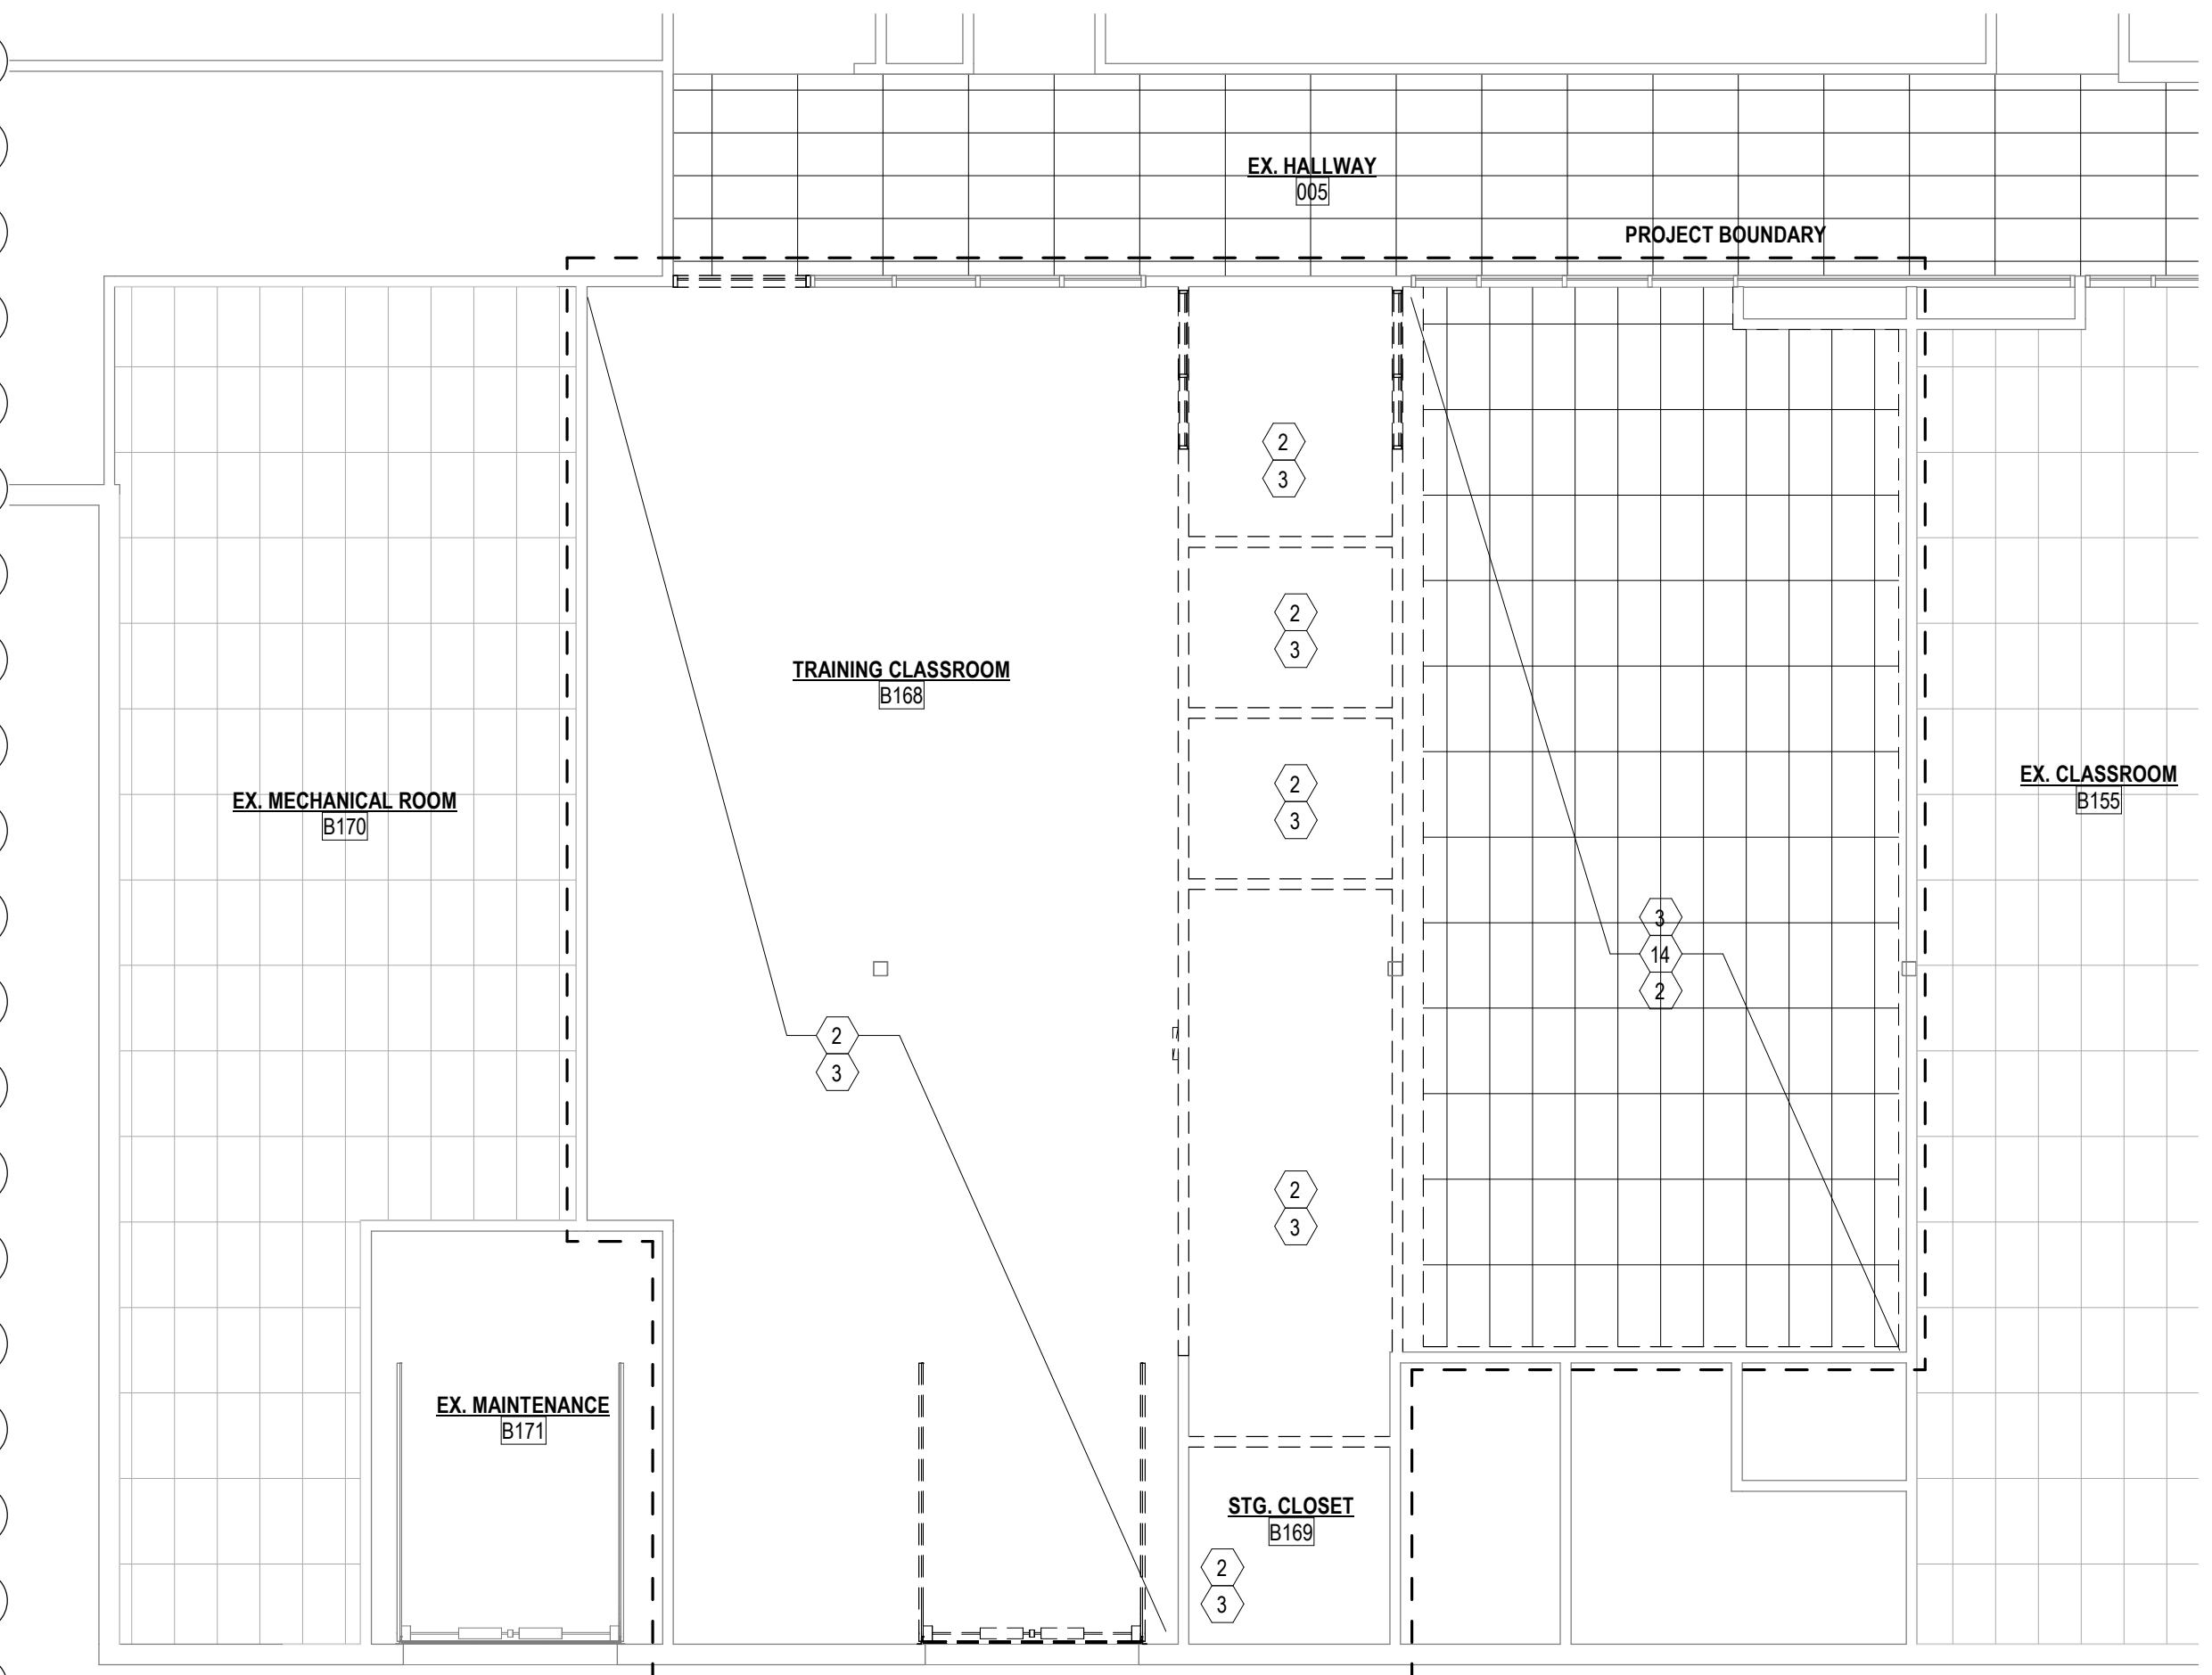 EX. HALLWAY
005
PROJECT BOUNDARY
2
3
2
3
TRAINING CLASSROOM
B168
2
3
EX. MECHANICAL ROOM
B170
EX. CLASSROOM
B155
3
14
2
2
3
2
3
EX. MAINTENANCE
B171
STG. CLOSET
B169
2
3